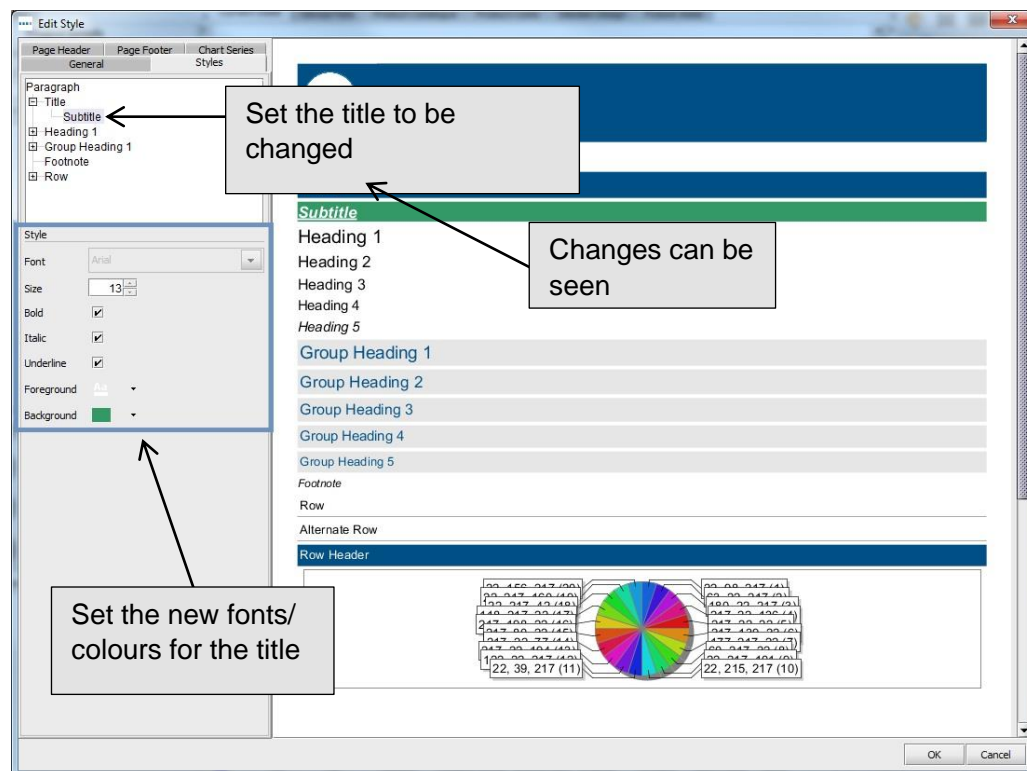 Edit Style
Page Header Page Footer Chart Series
General Styles
Paragraph
Title
Subtitle
Heading 1
Group Heading 1
Footnote
Row
Set the title to be
changed
Style
Font Arial
Size 13
Bold
Italic
Underline
Foreground Aa
Background
Subtitle
Heading 1
Heading 2
Heading 3
Heading 4
Heading 5
Changes can be
seen
Group Heading 1
Group Heading 2
Group Heading 3
Group Heading 4
Group Heading 5
Footnote
Row
Alternate Row
Row Header
Set the new fonts/
colours for the title
22, 39, 217 (11)
22, 215, 217 (10)
OK Cancel